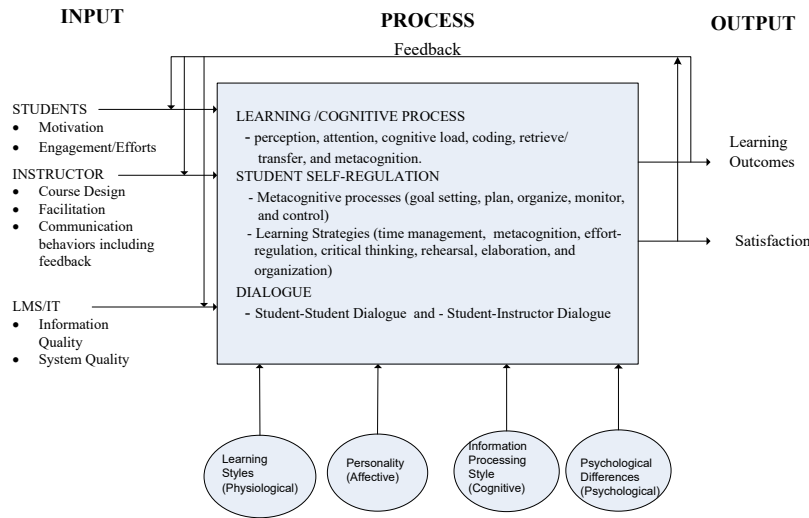 INPUT
PROCESS
OUTPUT
Feedback
STUDENTS
• Motivation
• Engagement/Efforts
INSTRUCTOR
• Course Design
• Facilitation
• Communication
behaviors including
feedback
LMS/IT
• Information
Quality
• System Quality
LEARNING /COGNITIVE PROCESS
- perception, attention, cognitive load, coding, retrieve/
transfer, and metacognition.
STUDENT SELF-REGULATION
- Metacognitive processes (goal setting, plan, organize, monitor,
and control)
- Learning Strategies (time management, metacognition, effort-
regulation, critical thinking, rehearsal, elaboration, and
organization)
DIALOGUE
- Student-Student Dialogue and - Student-Instructor Dialogue
Learning
Outcomes
Satisfaction
Learning
Styles
(Physiological)
Personality
(Affective)
Information
Processing
Style
(Cognitive)
Psychological
Differences
(Psychological)